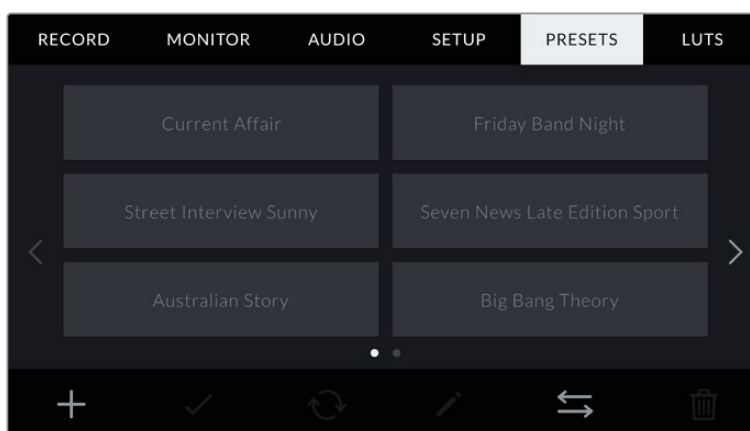 RECORD MONITOR AUDIO SETUP PRESETS LUTS
Current Affair Friday Band Night
Street Interview Sunny Seven News Late Edition Sport
Australian Story Big Bang Theory